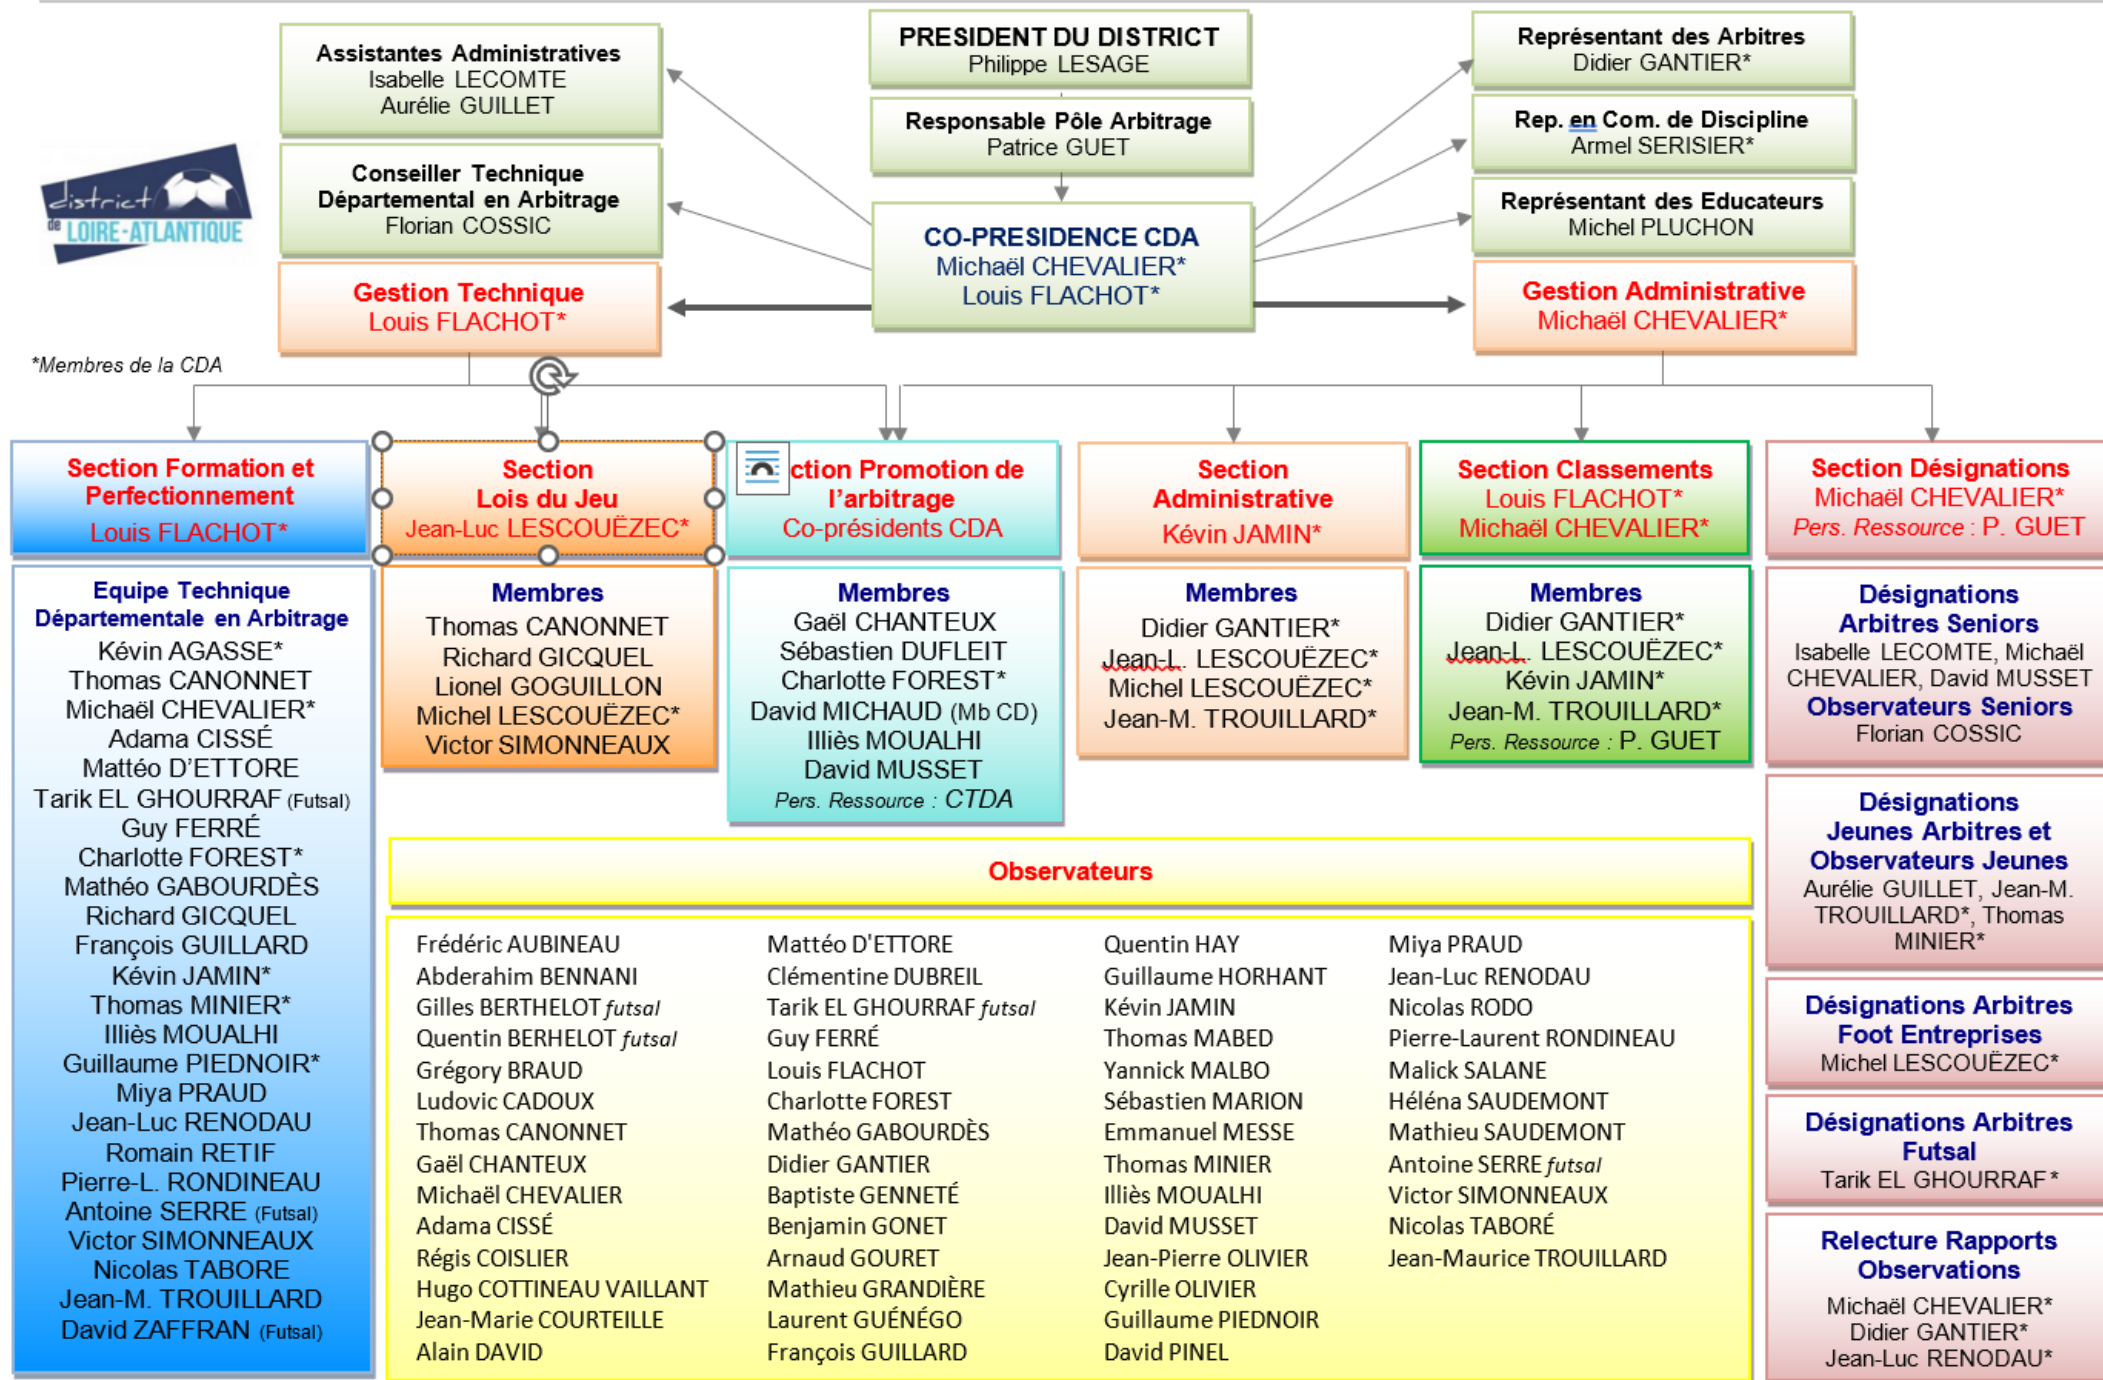 Assistantes Administratives
Isabelle LECOMTE
Aurélie GUILLET
PRESIDENT DU DISTRICT
Philippe LESAGE
Représentant des Arbitres
Didier GANTIER*
Responsable Pôle Arbitrage
Patrice GUET
Rep. en Com. de Discipline
Armel SERISIER*
district
de LOIRE-ATLANTIQUE
Conseiller Technique
Départemental en Arbitrage
Florian COSSIC
Représentant des Educateurs
Michel PLUCHON
CO-PRESIDENCE CDA
Michaël CHEVALIER*
Louis FLACHOT*
Gestion Technique
Louis FLACHOT*
Gestion Administrative
Michaël CHEVALIER*
*Membres de la CDA
Section Formation et
Perfectionnement
Louis FLACHOT*
Section
Lois du Jeu
Jean-Luc LESCOUËZEC*
ction Promotion de
l'arbitrage
Co-présidents CDA
Section
Administrative
Kévin JAMIN*
Section Classements
Louis FLACHOT*
Michaël CHEVALIER*
Section Désignations
Michaël CHEVALIER*
Pers. Ressource : P. GUET
Equipe Technique
Départementale en Arbitrage
Kévin AGASSE*
Thomas CANONNET
Michaël CHEVALIER*
Adama CISSÉ
Mattéo D'ETTORE
Tarik EL GHOURRAF (Futsal)
Guy FERRÉ
Charlotte FOREST*
Mathéo GABOURDÈS
Richard GICQUEL
François GUILLARD
Kévin JAMIN*
Thomas MINIER*
Illiès MOUALHI
Guillaume PIEDNOIR*
Miya PRAUD
Jean-Luc RENODAU
Romain RETIF
Pierre-L. RONDINEAU
Antoine SERRE (Futsal)
Victor SIMONNEAUX
Nicolas TABORE
Jean-M. TROUILLARD
David ZAFFRAN (Futsal)
Membres
Thomas CANONNET
Richard GICQUEL
Lionel GOGUILLON
Michel LESCOUËZEC*
Victor SIMONNEAUX
Membres
Gaël CHANTEUX
Sébastien DUFLEIT
Charlotte FOREST*
David MICHAUD (Mb CD)
Illiès MOUALHI
David MUSSET
Pers. Ressource : CTDA
Membres
Didier GANTIER*
Jean-L. LESCOUËZEC*
Michel LESCOUËZEC*
Jean-M. TROUILLARD*
Membres
Didier GANTIER*
Jean-L. LESCOUËZEC*
Kévin JAMIN*
Jean-M. TROUILLARD*
Pers. Ressource : P. GUET
Désignations
Arbitres Seniors
Isabelle LECOMTE, Michaël
CHEVALIER, David MUSSET
Observateurs Seniors
Florian COSSIC
Désignations
Jeunes Arbitres et
Observateurs Jeunes
Aurélie GUILLET, Jean-M.
TROUILLARD*, Thomas
MINIER*
Désignations Arbitres
Foot Entreprises
Michel LESCOUËZEC*
Désignations Arbitres
Futsal
Tarik EL GHOURRAF*
Relecture Rapports
Observations
Michaël CHEVALIER*
Didier GANTIER*
Jean-Luc RENODAU*
Observateurs
Frédéric AUBINEAU
Abderahim BENNANI
Gilles BERTHELOT futsal
Quentin BERHELOT futsal
Grégory BRAUD
Ludovic CADOUX
Thomas CANONNET
Gaël CHANTEUX
Michaël CHEVALIER
Adama CISSÉ
Régis COISLIER
Hugo COTTINEAU VAILLANT
Jean-Marie COURTEILLE
Alain DAVID
Mattéo D'ETTORE
Clémentine DUBREIL
Tarik EL GHOURRAF futsal
Guy FERRÉ
Louis FLACHOT
Charlotte FOREST
Mathéo GABOURDÈS
Didier GANTIER
Baptiste GENNETÉ
Benjamin GONET
Arnaud GOURET
Mathieu GRANDIÈRE
Laurent GUÉNÉGO
François GUILLARD
Quentin HAY
Guillaume HORHANT
Kévin JAMIN
Thomas MABED
Yannick MALBO
Sébastien MARION
Emmanuel MESSE
Thomas MINIER
Illiès MOUALHI
David MUSSET
Jean-Pierre OLIVIER
Cyrille OLIVIER
Guillaume PIEDNOIR
David PINEL
Miya PRAUD
Jean-Luc RENODAU
Nicolas RODO
Pierre-Laurent RONDINEAU
Malick SALANE
Héléna SAUDEMONT
Mathieu SAUDEMONT
Antoine SERRE futsal
Victor SIMONNEAUX
Nicolas TABORÉ
Jean-Maurice TROUILLARD